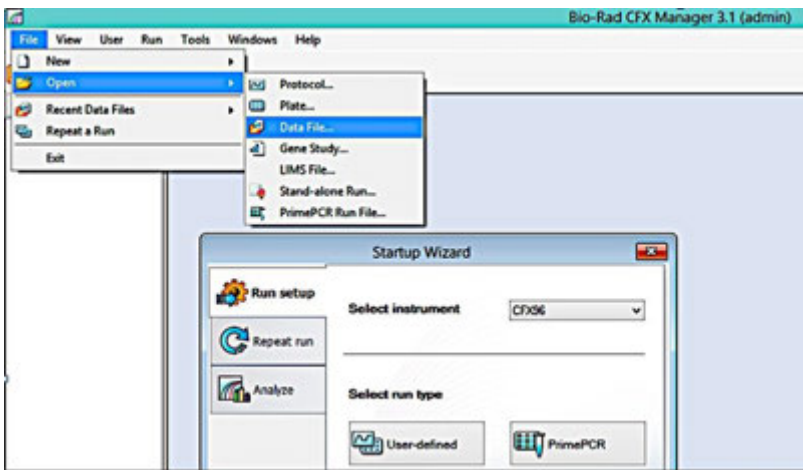 Bio-Rad CFX Manager 3.1 (admin)
File View User Run Tools Windows Help
New
Open
Recent Data Files
Repeat a Run
Exit
Protocol...
Plate...
Data File...
Gene Study...
LIMS File...
Stand-alone Run...
PrimePCR Run File...
Startup Wizard
Run setup
Repeat run
Analyze
Select instrument
CFX96
Select run type
User-defined
PrimePCR